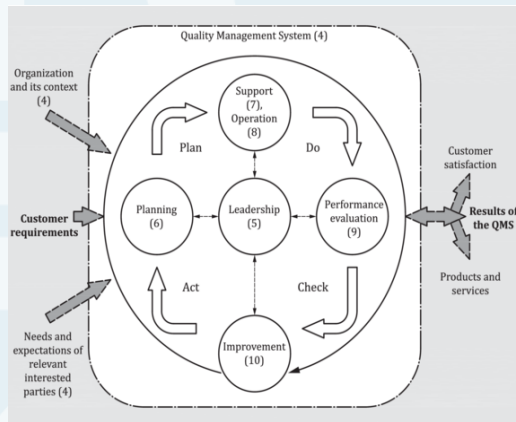 Quality Management System (4)
Organization
and its context
(4)
Support
(7),
Operation
(8)
Plan
Do
Customer
satisfaction
Customer
requirements
Planning
(6)
Leadership
(5)
Performance
evaluation
(9)
Results of
the QMS
Act
Check
Products and
services
Needs and
expectations of
relevant
interested
parties (4)
Improvement
(10)